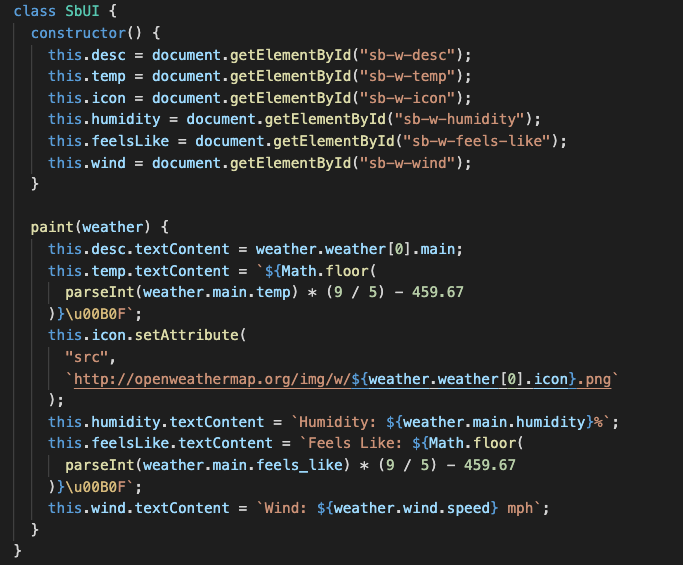 class SbUI {
  constructor() {
    this.desc = document.getElementById("sb-w-desc");
    this.temp = document.getElementById("sb-w-temp");
    this.icon = document.getElementById("sb-w-icon");
    this.humidity = document.getElementById("sb-w-humidity");
    this.feelsLike = document.getElementById("sb-w-feels-like");
    this.wind = document.getElementById("sb-w-wind");
  }

  paint(weather) {
    this.desc.textContent = weather.weather[0].main;
    this.temp.textContent = `${Math.floor(
      parseInt(weather.main.temp) * (9 / 5) - 459.67
    )}\u00B0F`;
    this.icon.setAttribute(
      "src",
      `http://openweathermap.org/img/w/${weather.weather[0].icon}.png`
    );
    this.humidity.textContent = `Humidity: ${weather.main.humidity}%`;
    this.feelsLike.textContent = `Feels Like: ${Math.floor(
      parseInt(weather.main.feels_like) * (9 / 5) - 459.67
    )}\u00B0F`;
    this.wind.textContent = `Wind: ${weather.wind.speed} mph`;
  }
}